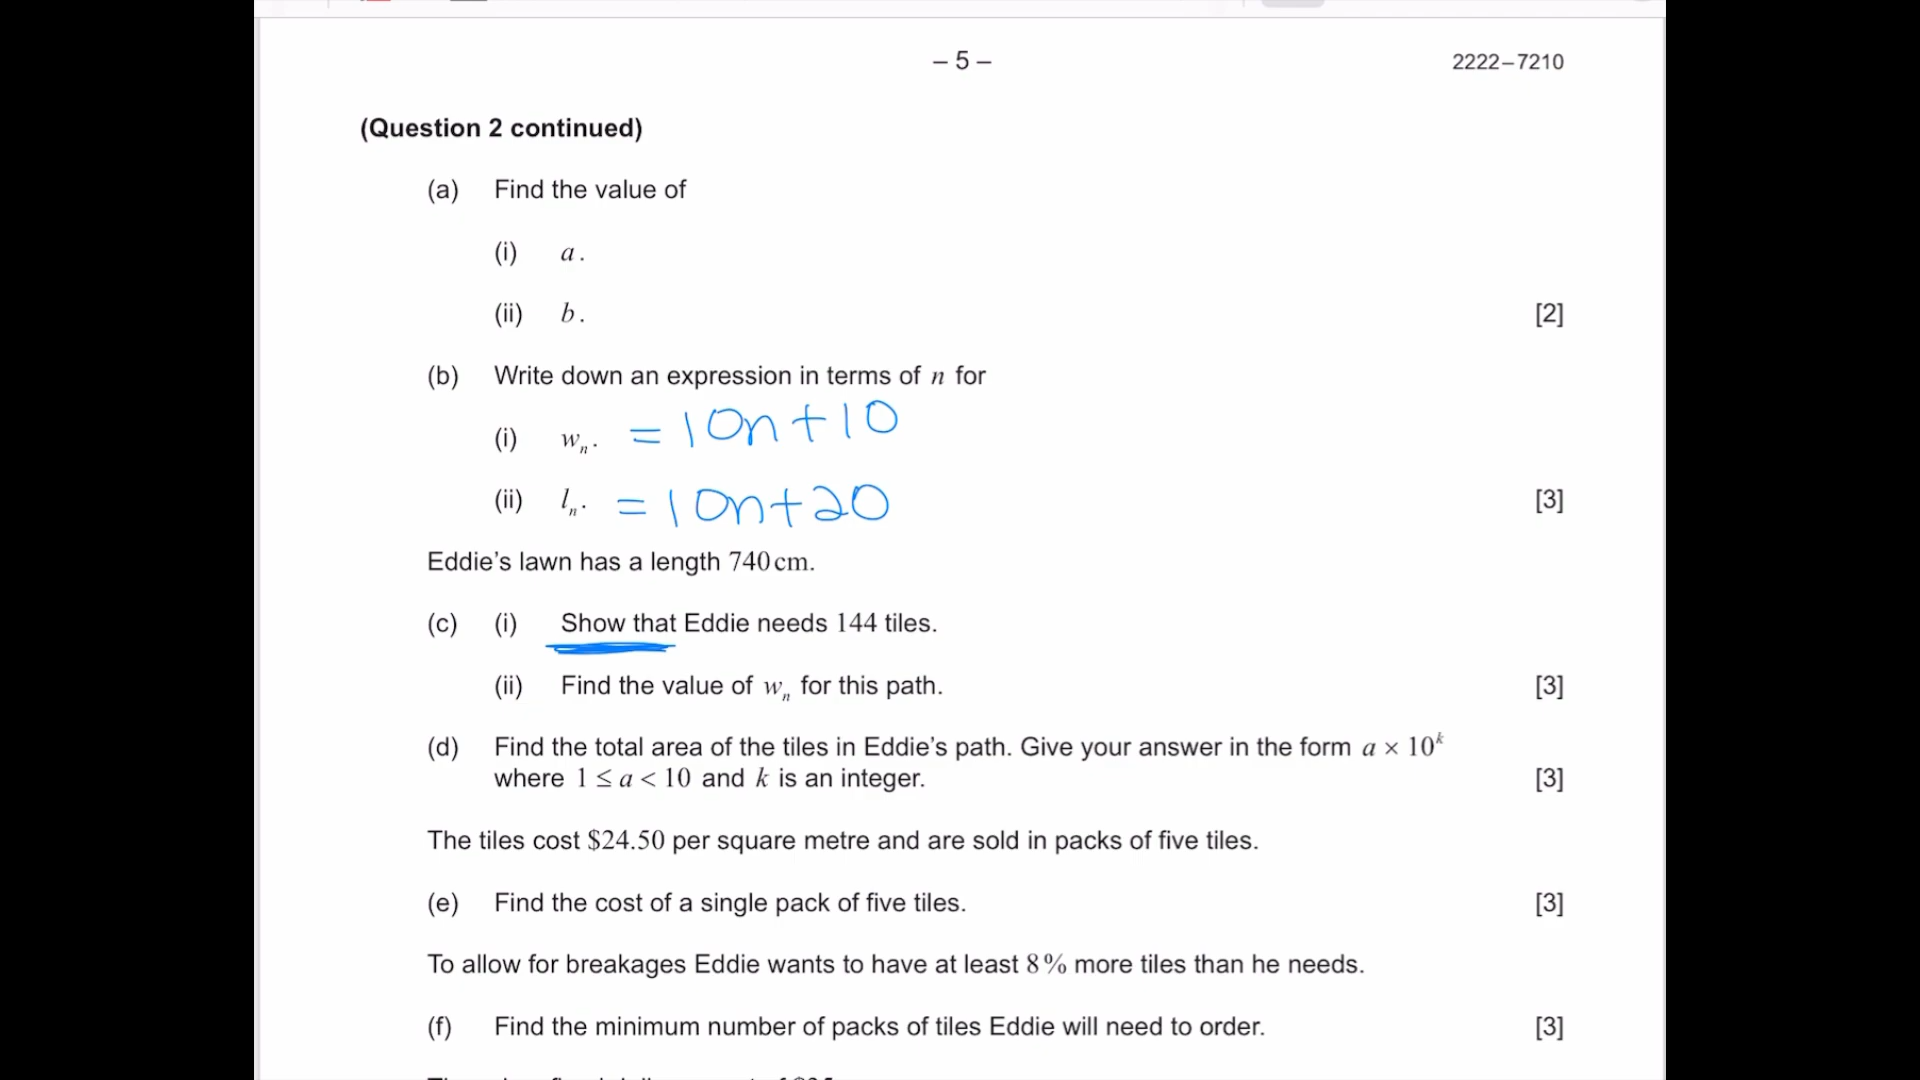 – 5 –
2222–7210
(Question 2 continued)
(a) Find the value of
(i) a.
(ii) b. [2]
(b) Write down an expression in terms of n for
(i) wₙ. = 10n+10
(ii) lₙ. = 10n+20 [3]
Eddie’s lawn has a length 740 cm.
(c) (i) Show that Eddie needs 144 tiles.
(ii) Find the value of wₙ for this path. [3]
(d) Find the total area of the tiles in Eddie’s path. Give your answer in the form a × 10ᵏ
where 1 ≤ a < 10 and k is an integer. [3]
The tiles cost $24.50 per square metre and are sold in packs of five tiles.
(e) Find the cost of a single pack of five tiles. [3]
To allow for breakages Eddie wants to have at least 8 % more tiles than he needs.
(f) Find the minimum number of packs of tiles Eddie will need to order. [3]